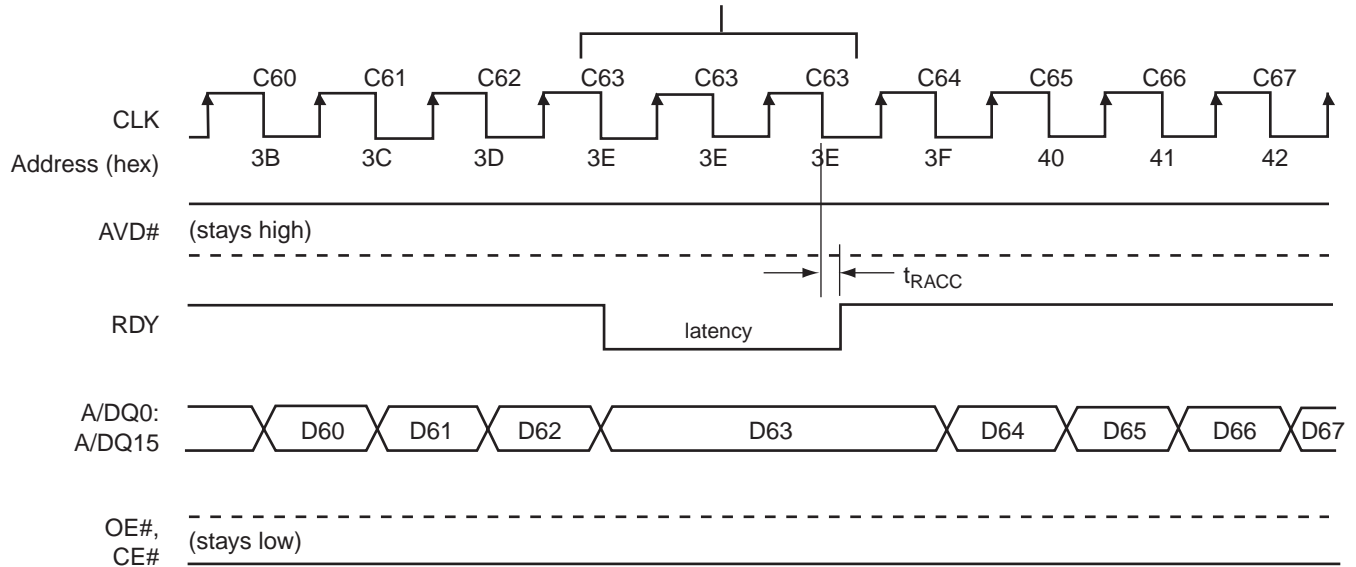 C60 C61 C62 C63 C63 C63 C64 C65 C66 C67
CLK
Address (hex) 3B 3C 3D 3E 3E 3E 3F 40 41 42
AVD# (stays high)
tRACC
RDY latency
A/DQ0:
A/DQ15 D60 D61 D62 D63 D64 D65 D66 D67
OE#,
CE# (stays low)